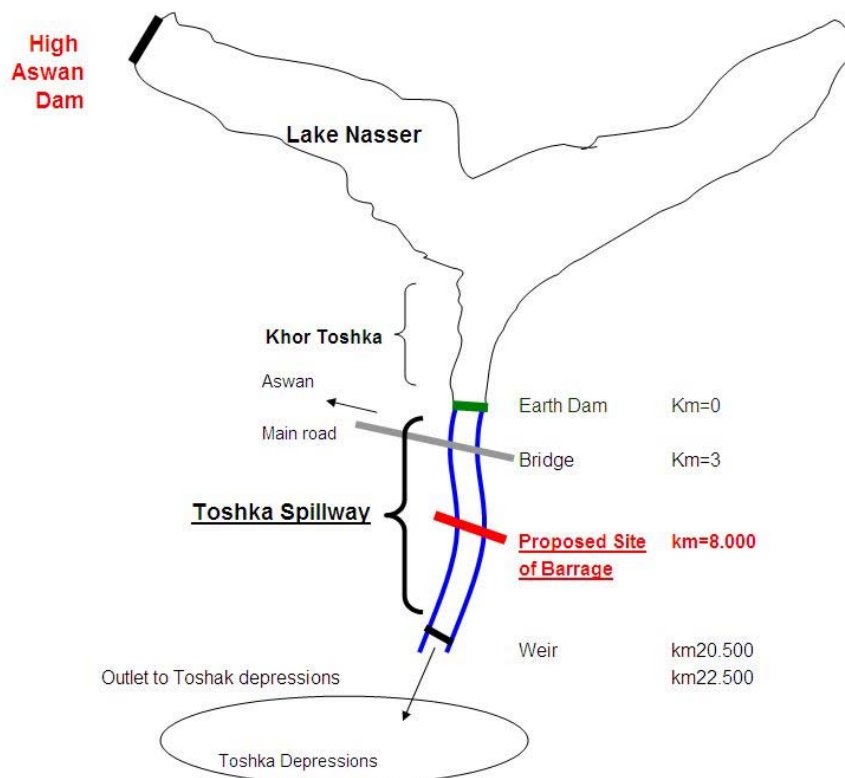 High
Aswan
Dam
Lake Nasser
Khor Toshka
Aswan
Earth Dam Km=0
Main road
Bridge Km=3
Toshka Spillway
Proposed Site km=8.000
of Barrage
Weir km20.500
Outlet to Toshak depressions km22.500
Toshka Depressions